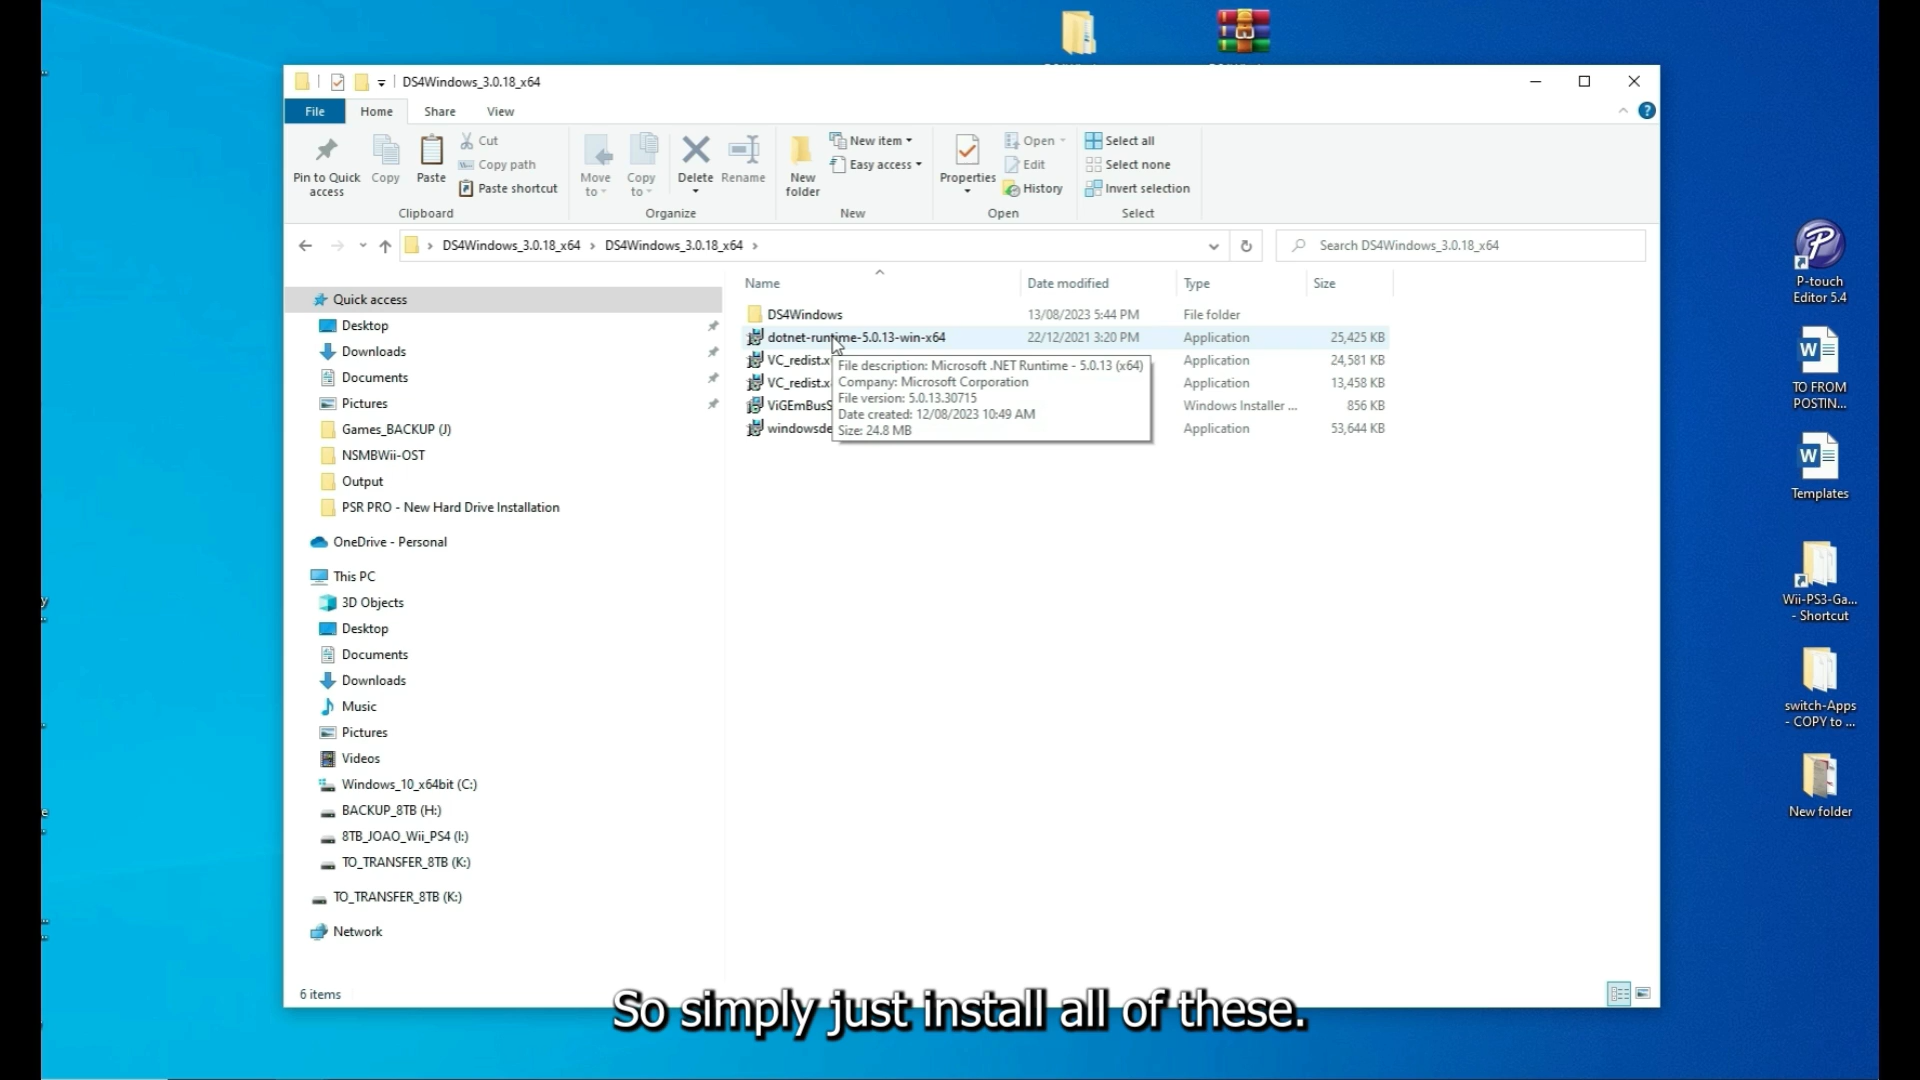 DS4Windows_3.0.18_x64
File
Home
Share
View
Pin to Quick access
Copy
Paste
Cut
Copy path
Paste shortcut
Clipboard
Move to
Copy to
Delete
Rename
Organize
New folder
New item
Easy access
New
Properties
Open
Edit
History
Open
Select all
Select none
Invert selection
Select
DS4Windows_3.0.18_x64 > DS4Windows_3.0.18_x64 >
Search DS4Windows_3.0.18_x64
Quick access
Desktop
Downloads
Documents
Pictures
Games_BACKUP (J)
NSMBWii-OST
Output
PSR PRO - New Hard Drive Installation
OneDrive - Personal
This PC
3D Objects
Desktop
Documents
Downloads
Music
Pictures
Videos
Windows_10_x64bit (C:)
BACKUP_8TB (H:)
8TB_JOAO_Wii_PS4 (I:)
TO_TRANSFER_8TB (K:)
TO_TRANSFER_8TB (K:)
Network
6 items
Name Date modified Type Size
DS4Windows 13/08/2023 5:44 PM File folder
dotnet-runtime-5.0.13-win-x64 22/12/2021 3:20 PM Application 25,425 KB
VC_redist.x Application 24,581 KB
VC_redist.x Application 13,458 KB
ViGEmBusS Windows Installer ... 856 KB
windowsde Application 53,644 KB
File description: Microsoft .NET Runtime - 5.0.13 (x64)
Company: Microsoft Corporation
File version: 5.0.13.30715
Date created: 12/08/2023 10:49 AM
Size: 24.8 MB
P-touch
Editor 5.4
TO FROM
POSTIN...
Templates
Wii-PS3-Ga...
- Shortcut
switch-Apps
- COPY to ...
New folder
So simply just install all of these.